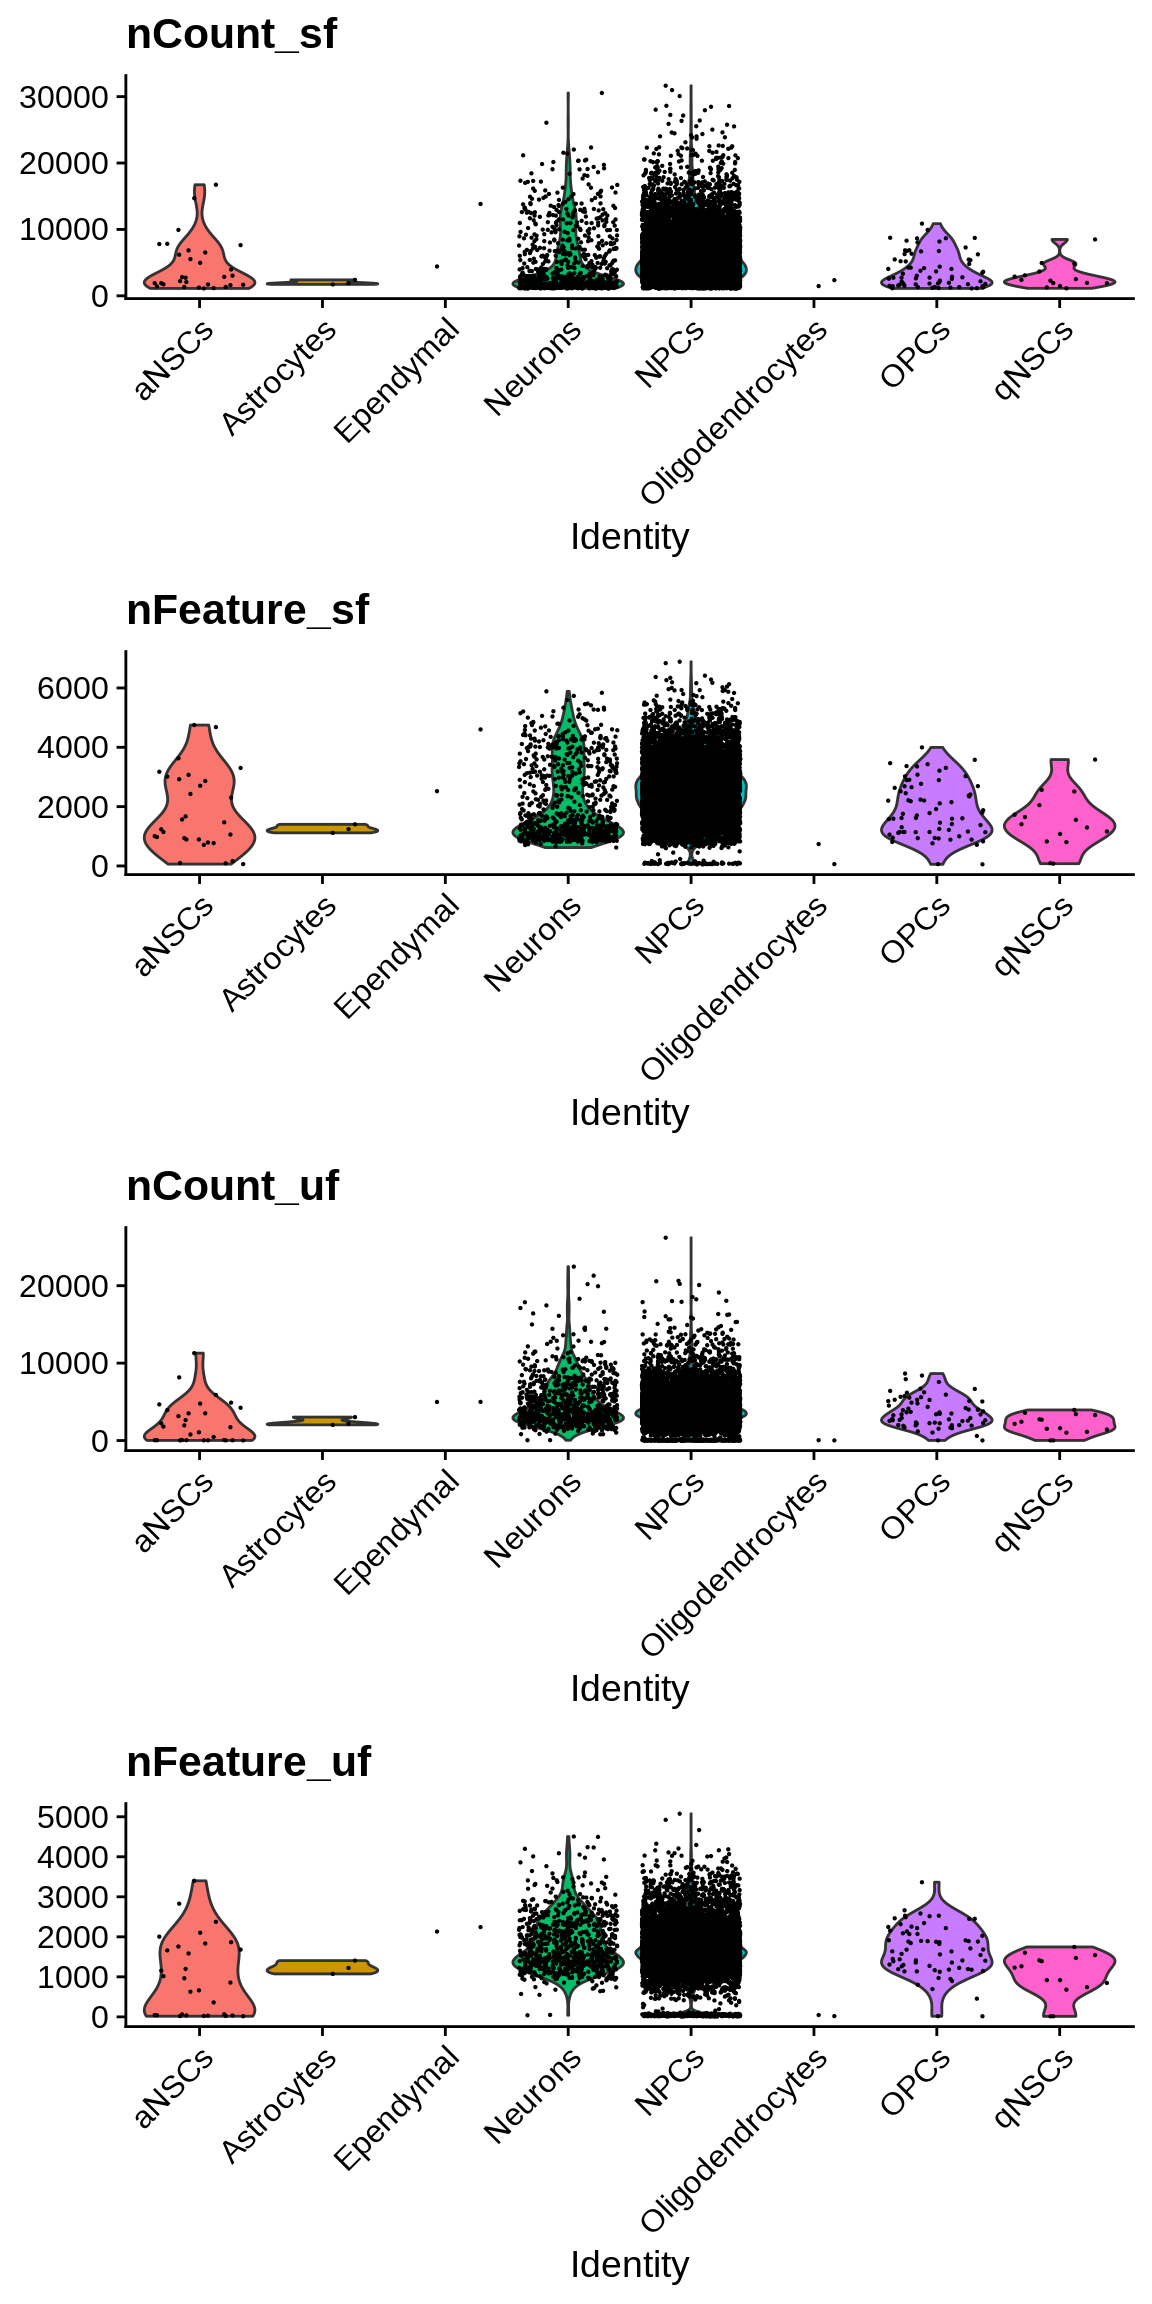 nCount_sf
30000
20000
10000
0
aNSCs
Astrocytes
Ependymal
Neurons
NPCs
Oligodendrocytes
OPCs
qNSCs
Identity
nFeature_sf
6000
4000
2000
0
aNSCs
Astrocytes
Ependymal
Neurons
NPCs
Oligodendrocytes
OPCs
qNSCs
Identity
nCount_uf
20000
10000
0
aNSCs
Astrocytes
Ependymal
Neurons
NPCs
Oligodendrocytes
OPCs
qNSCs
Identity
nFeature_uf
5000
4000
3000
2000
1000
0
aNSCs
Astrocytes
Ependymal
Neurons
NPCs
Oligodendrocytes
OPCs
qNSCs
Identity